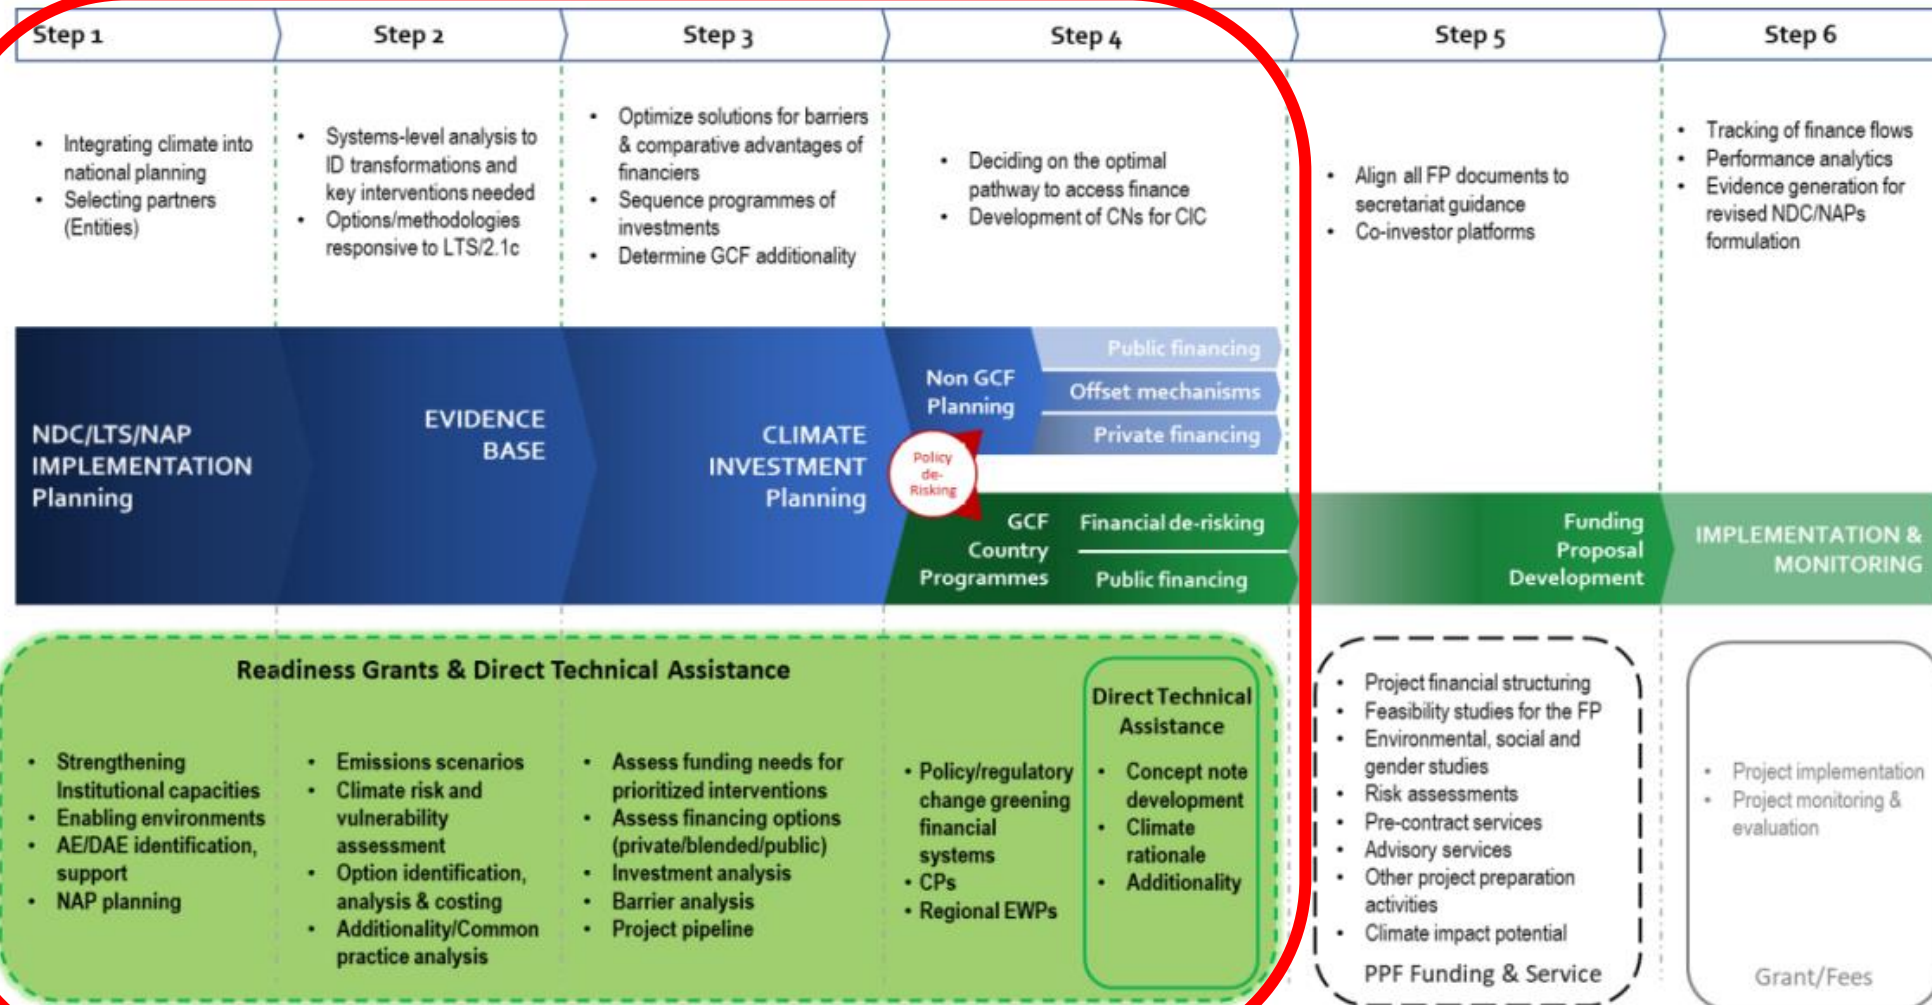 Step 1
Step 2
Step 3
Step 4
Step 5
Step 6
• Integrating climate into
national planning
• Selecting partners
(Entities)
• Systems-level analysis to
ID transformations and
key interventions needed
• Options/methodologies
responsive to LTS/2.1c
• Optimize solutions for barriers
& comparative advantages of
financiers
• Sequence programmes of
investments
• Determine GCF additionality
• Deciding on the optimal
pathway to access finance
• Development of CNs for CIC
• Align all FP documents to
secretariat guidance
• Co-investor platforms
• Tracking of finance flows
• Performance analytics
• Evidence generation for
revised NDC/NAPs
formulation
NDC/LTS/NAP
IMPLEMENTATION
Planning
EVIDENCE
BASE
CLIMATE
INVESTMENT
Planning
Non GCF
Planning
Public financing
Offset mechanisms
Private financing
Policy
de-
Risking
GCF
Country
Programmes
Financial de-risking
Public financing
Funding
Proposal
Development
IMPLEMENTATION &
MONITORING
Readiness Grants & Direct Technical Assistance
• Strengthening
Institutional capacities
• Enabling environments
• AE/DAE identification,
support
• NAP planning
• Emissions scenarios
• Climate risk and
vulnerability
assessment
• Option identification,
analysis & costing
• Additionality/Common
practice analysis
• Assess funding needs for
prioritized interventions
• Assess financing options
(private/blended/public)
• Investment analysis
• Barrier analysis
• Project pipeline
• Policy/regulatory
change greening
financial
systems
• CPs
• Regional EWPs
Direct Technical
Assistance
• Concept note
development
• Climate
rationale
• Additionality
• Project financial structuring
• Feasibility studies for the FP
• Environmental, social and
gender studies
• Risk assessments
• Pre-contract services
• Advisory services
• Other project preparation
activities
• Climate impact potential
PPF Funding & Service
• Project implementation
• Project monitoring &
evaluation
Grant/Fees